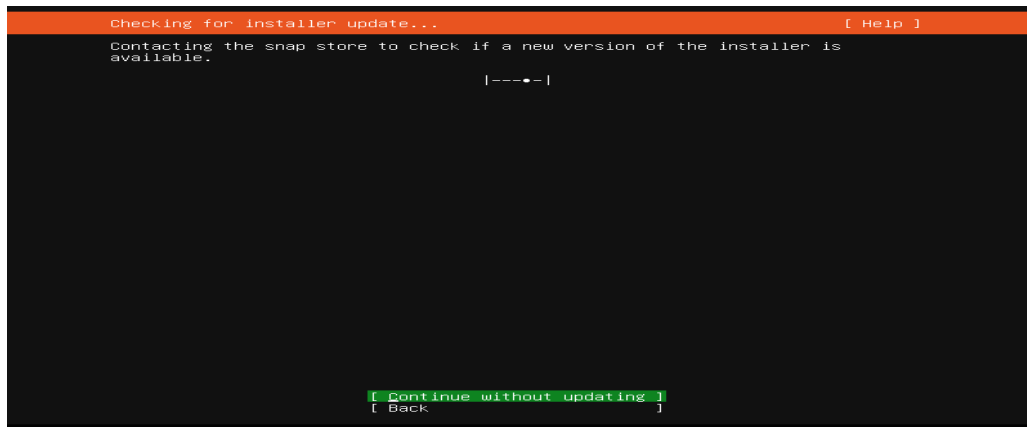 Checking for installer update... [ Help ]
Contacting the snap store to check if a new version of the installer is
available.
|---•-|
[ Continue without updating ]
[ Back ]